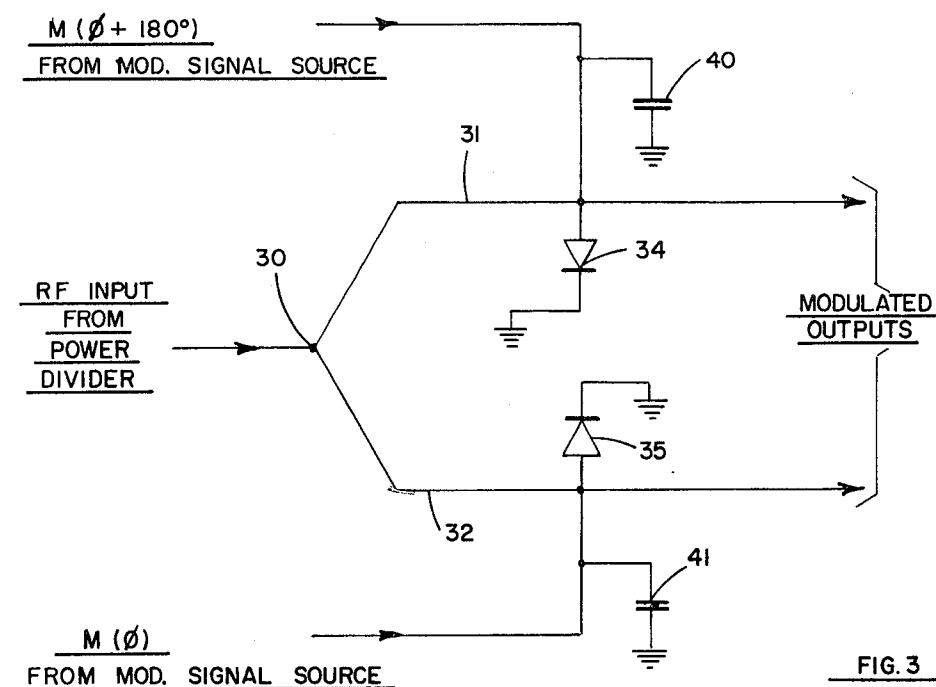 M (Ø + 180°)
FROM MOD. SIGNAL SOURCE
40
31
34
30
RF INPUT
FROM
POWER
DIVIDER
MODULATED
OUTPUTS
35
32
41
M (Ø)
FROM MOD. SIGNAL SOURCE
FIG. 3